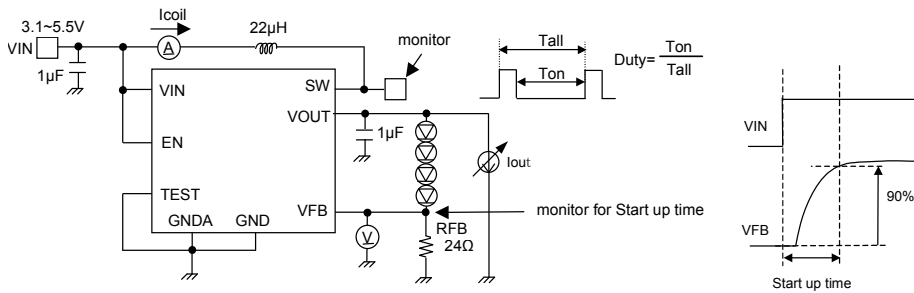 Icoil
3.1~5.5V
VIN
A
22µH
1µF
monitor
Tall
Ton
Duty= Ton
Tall
VIN
SW
VOUT
EN
1µF
Iout
TEST
VFB
GNDA
GND
V
RFB
24Ω
monitor for Start up time
VIN
90%
VFB
Start up time